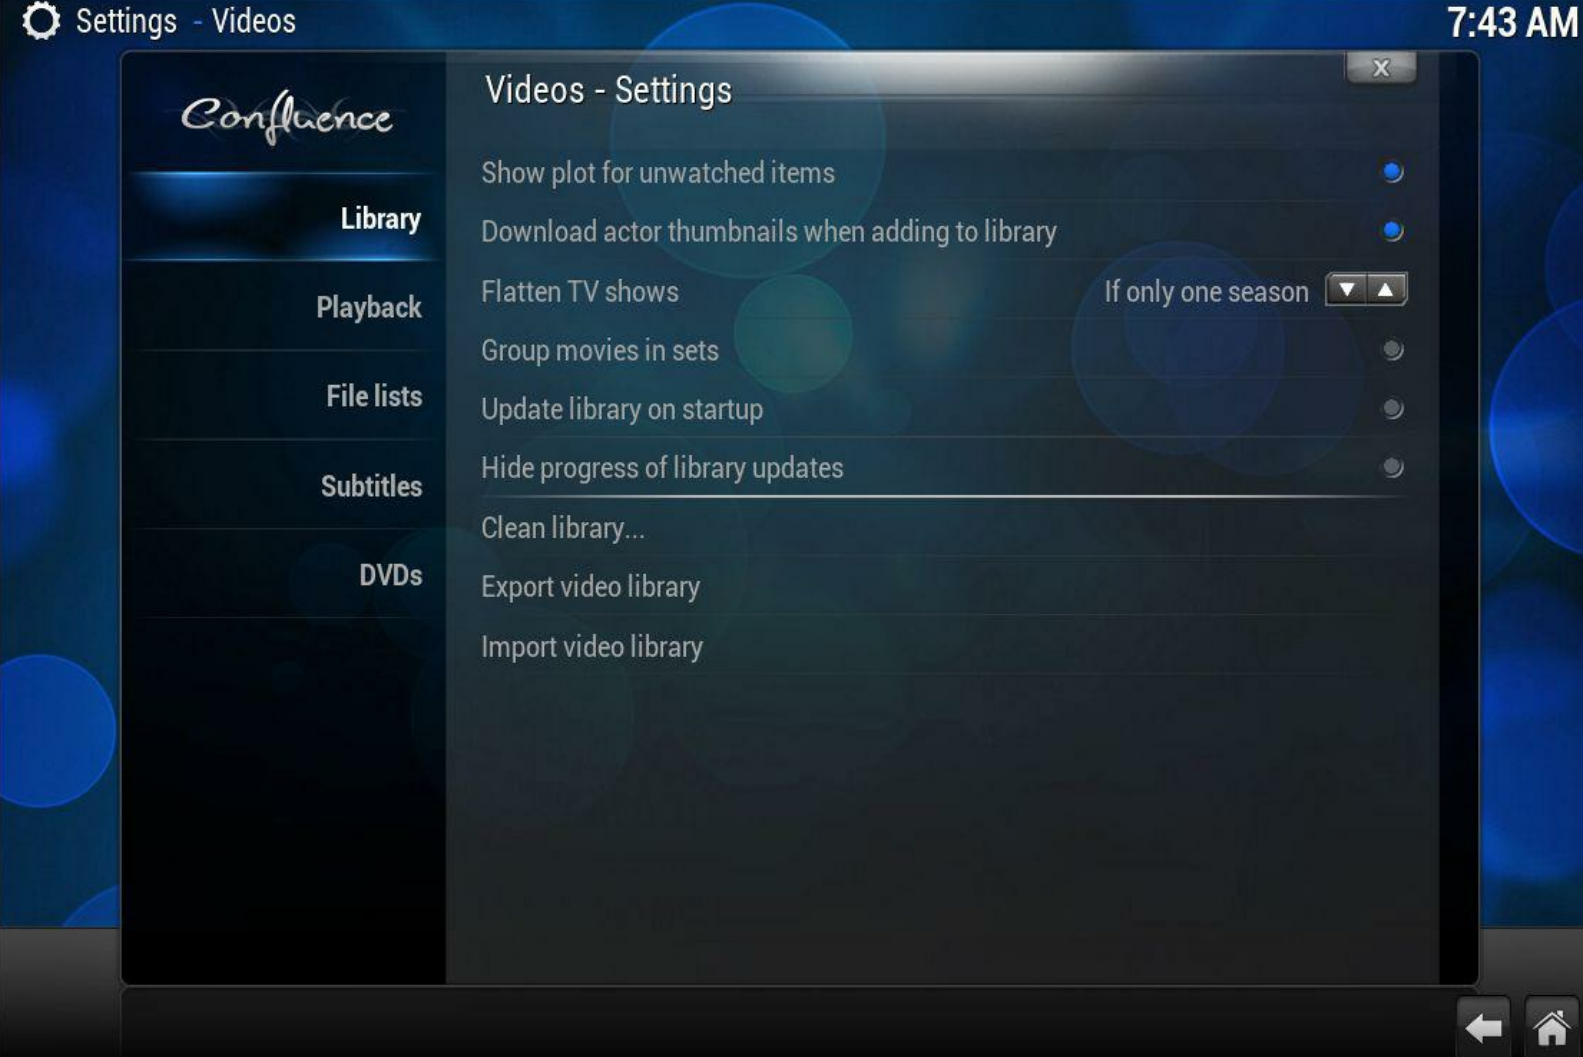 Settings - Videos
7:43 AM
Confluence
Videos - Settings
X
Library
Playback
File lists
Subtitles
DVDs
Show plot for unwatched items
Download actor thumbnails when adding to library
Flatten TV shows If only one season
Group movies in sets
Update library on startup
Hide progress of library updates
Clean library...
Export video library
Import video library